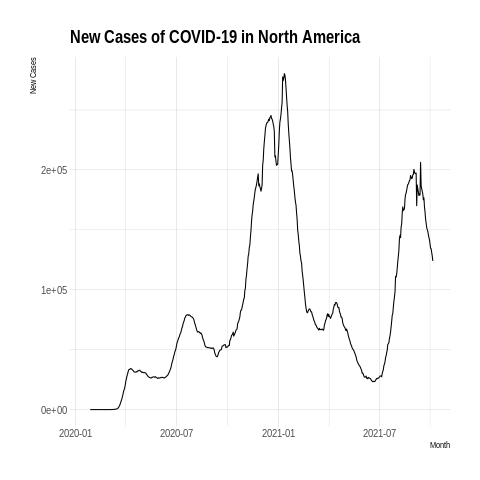 New Cases of COVID-19 in North America
New Cases
2e+05
1e+05
0e+00
2020-01 2020-07 2021-01 2021-07
Month